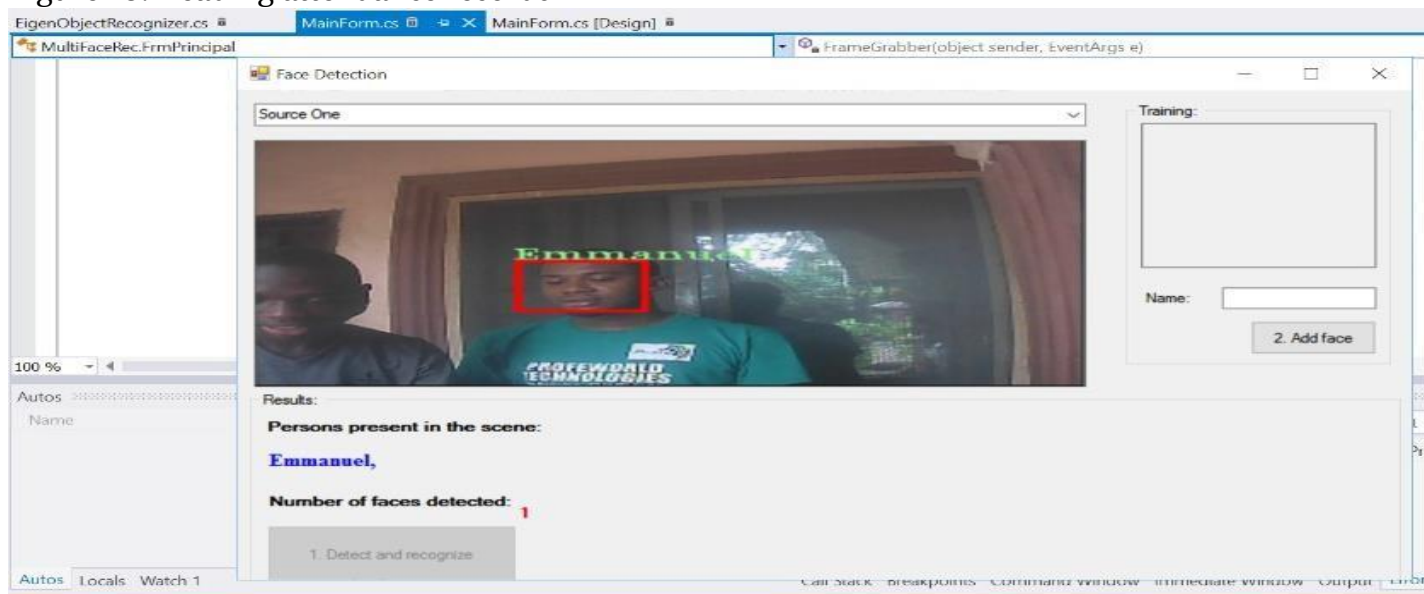 EigenObjectRecognizer.cs
MainForm.cs
MainForm.cs [Design]
MultiFaceRec.FrmPrincipal
FrameGrabber(object sender, EventArgs e)
Face Detection
Source One
Training:
Emmanuel
Name:
2. Add face
PROTEWORLD
TECHNOLOGIES
100 %
Autos
Name
Results:
Persons present in the scene:
Emmanuel,
Number of faces detected:
1
1. Detect and recognize
Autos Locals Watch 1
Call Stack Breakpoints Command Window Immediate Window Output